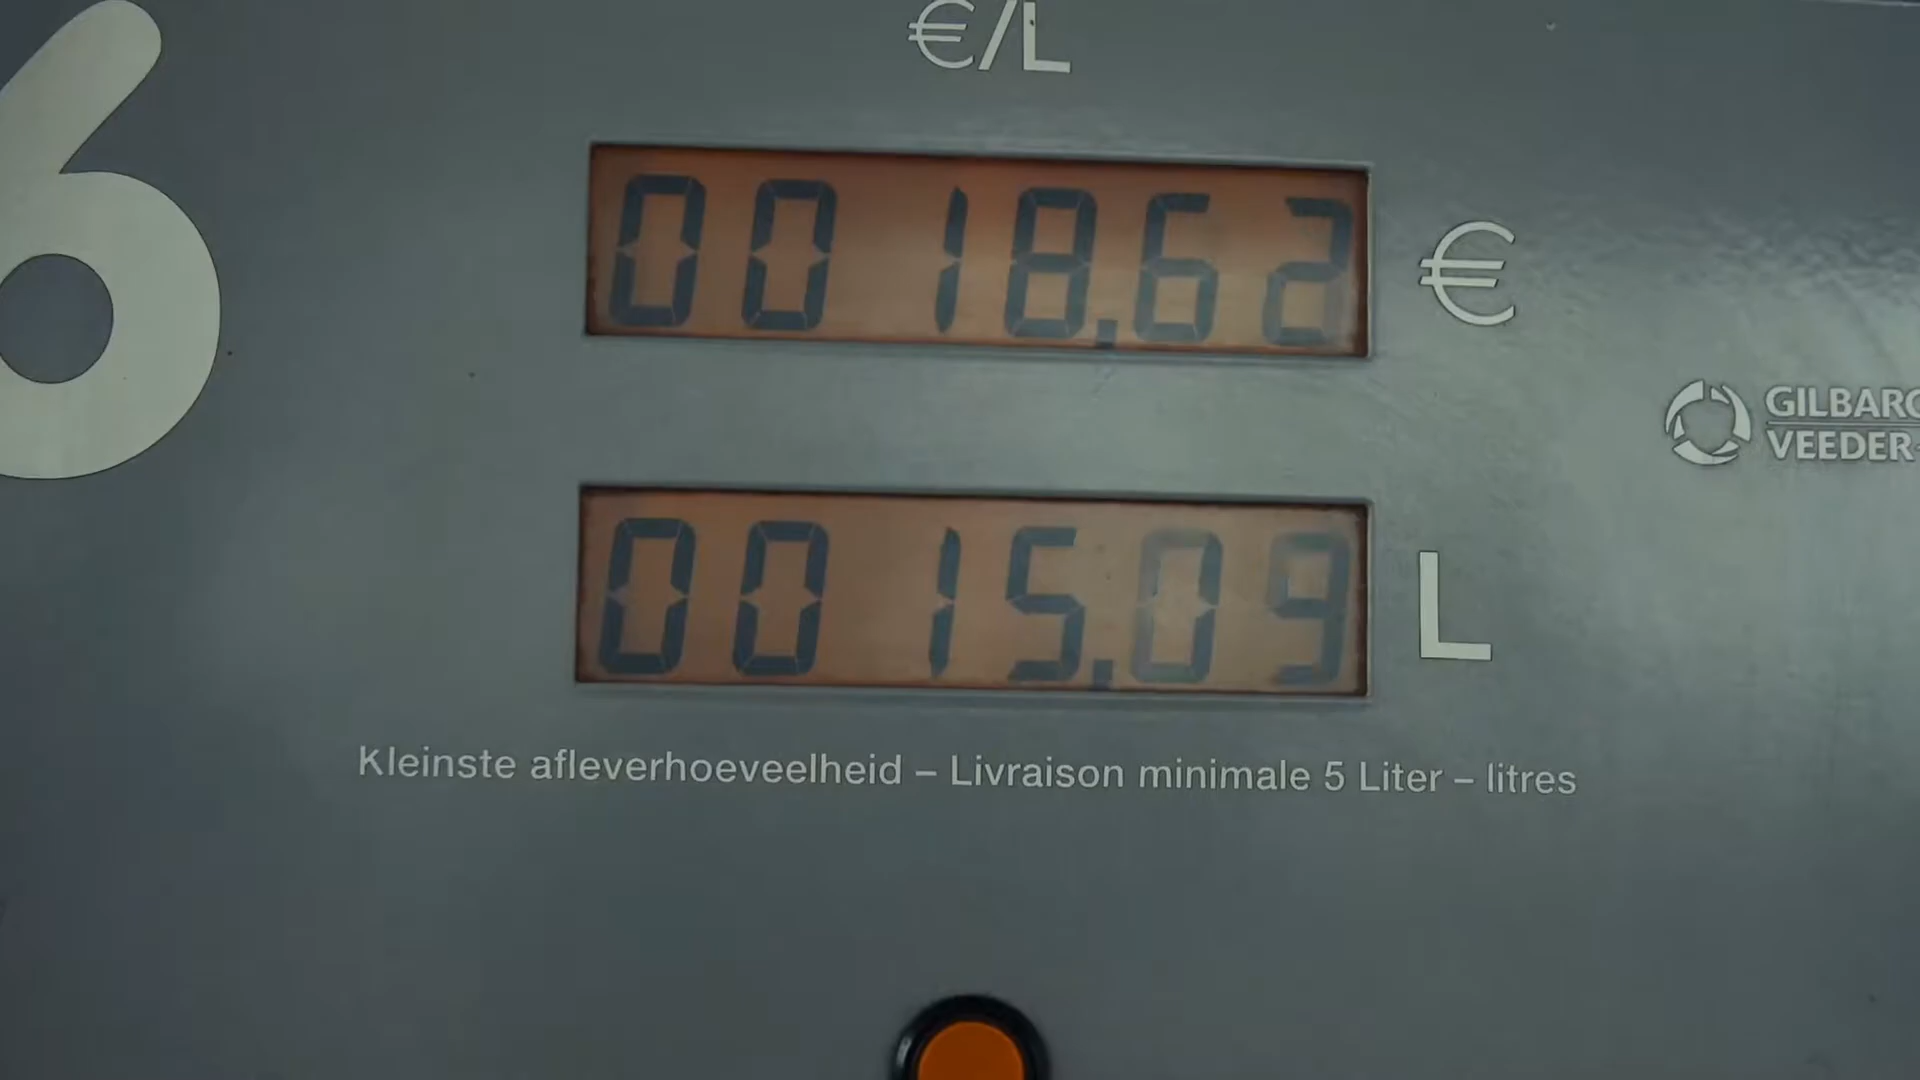 6
€/L
0018.62 €
GILBARC
VEEDER-
0015.09 L
Kleinste afleverhoeveelheid – Livraison minimale 5 Liter – litres